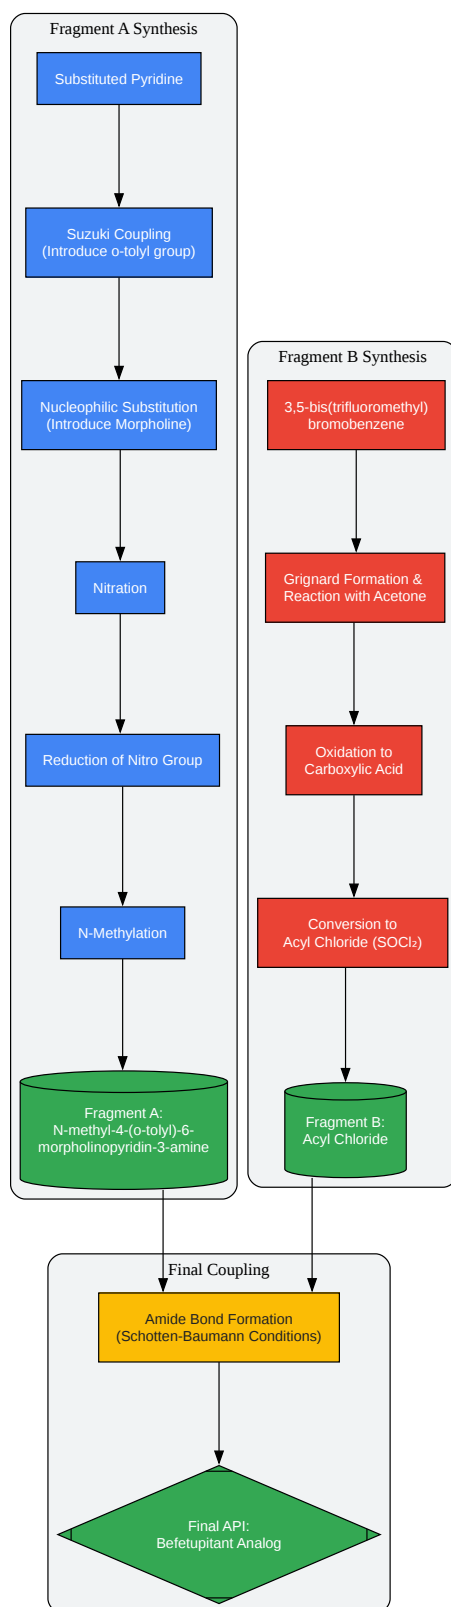 Fragment A Synthesis
Substituted Pyridine
Suzuki Coupling
(Introduce o-tolyl group)
Nucleophilic Substitution
(Introduce Morpholine)
Nitration
Reduction of Nitro Group
N-Methylation
Fragment A:
N-methyl-4-(o-tolyl)-6-
morpholinopyridin-3-amine
Fragment B Synthesis
3,5-bis(trifluoromethyl)
bromobenzene
Grignard Formation &
Reaction with Acetone
Oxidation to
Carboxylic Acid
Conversion to
Acyl Chloride (SOCl₂)
Fragment B:
Acyl Chloride
Final Coupling
Amide Bond Formation
(Schotten-Baumann Conditions)
Final API:
Befetupitant Analog